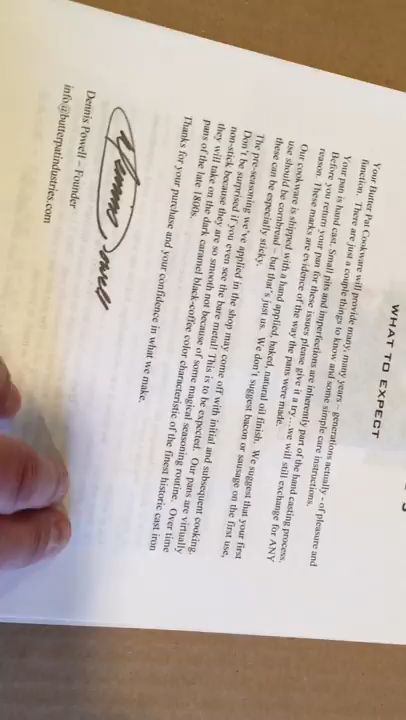 WHAT TO EXPECT
Your Butter Pat Cookware will provide many, many years – generations actually - of pleasure and
function. There are just a couple things to know and some simple care instructions.
Your pan is hand cast. Small pits and imperfections are inherently part of the hand casting process.
Before you return your pan for these issues please give it a try…we will still exchange for ANY
reason. These marks are evidence of the way the pans were made.
Our cookware is shipped with a hand applied, baked, natural oil finish. We suggest that your first
use should be cornbread – but that's just us. We don't suggest bacon or sausage on the first use,
these can be especially sticky.
The pre-seasoning we've applied in the shop may come off with initial and subsequent cooking.
Don't be surprised if you even see the bare metal! This is to be expected. Our pans are virtually
non-stick because they are so smooth not because of some magical seasoning routine. Over time
they will take on the dark caramel black-coffee color characteristic of the finest historic cast iron
pans of the late 1800s.
Thanks for your purchase and your confidence in what we make.
Dennis Powell – Founder
info@butterpatindustries.com